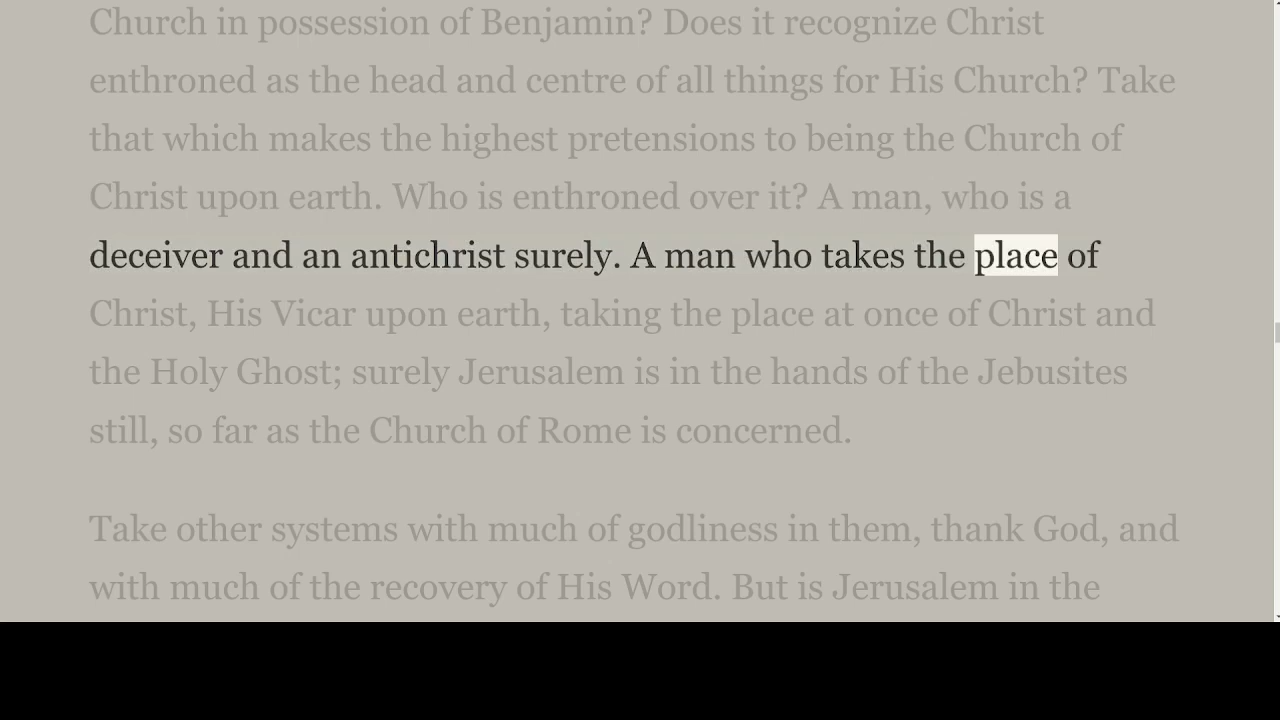 Church in possession of Benjamin? Does it recognize Christ
enthroned as the head and centre of all things for His Church? Take
that which makes the highest pretensions to being the Church of
Christ upon earth. Who is enthroned over it? A man, who is a
deceiver and an antichrist surely. A man who takes the place of
Christ, His Vicar upon earth, taking the place at once of Christ and
the Holy Ghost; surely Jerusalem is in the hands of the Jebusites
still, so far as the Church of Rome is concerned.
Take other systems with much of godliness in them, thank God, and
with much of the recovery of His Word. But is Jerusalem in the